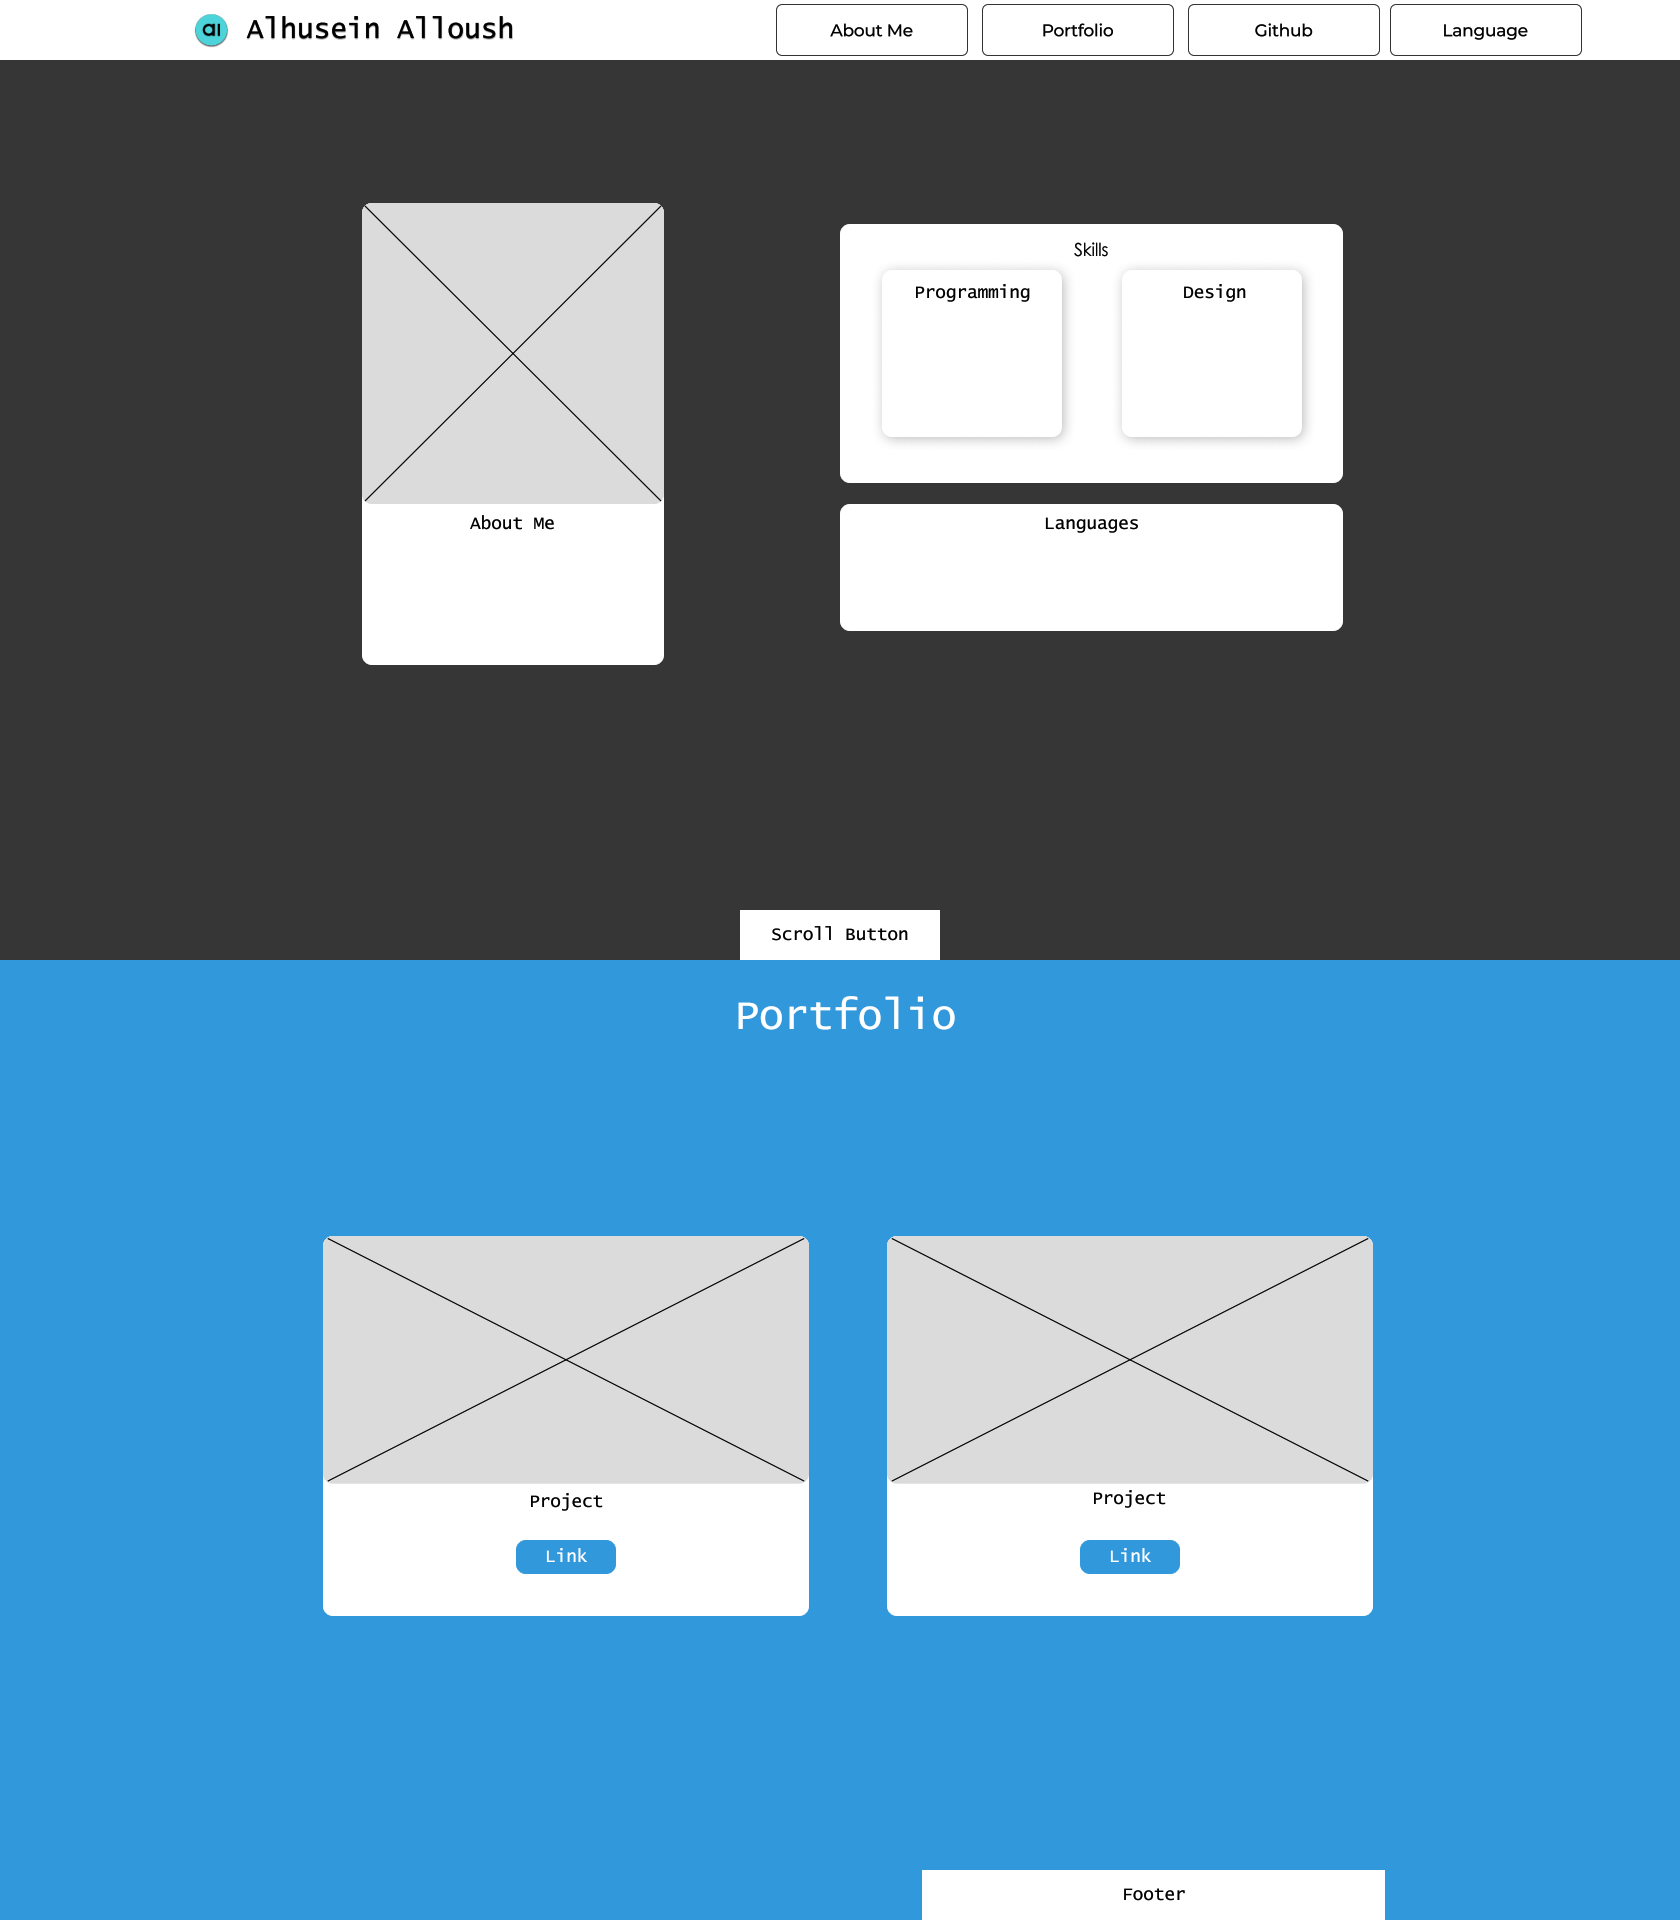 al Alhusein Alloush
About Me
Portfolio
Github
Language
Skills
Programming
Design
About Me
Languages
Scroll Button
Portfolio
Project
Link
Project
Link
Footer